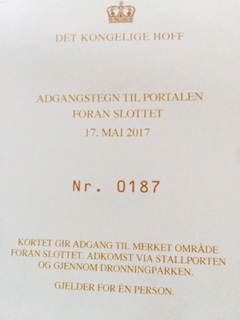 DET KONGELIGE HOFF
ADGANGSTEGN TIL PORTALEN
FORAN SLOTTET
17. MAI 2017
Nr. 0187
KORTET GIR ADGANG TIL MERKET OMRÅDE
FORAN SLOTTET. ADKOMST VIA STALLPORTEN
OG GJENNOM DRONNINGPARKEN.
GJELDER FOR ÉN PERSON.